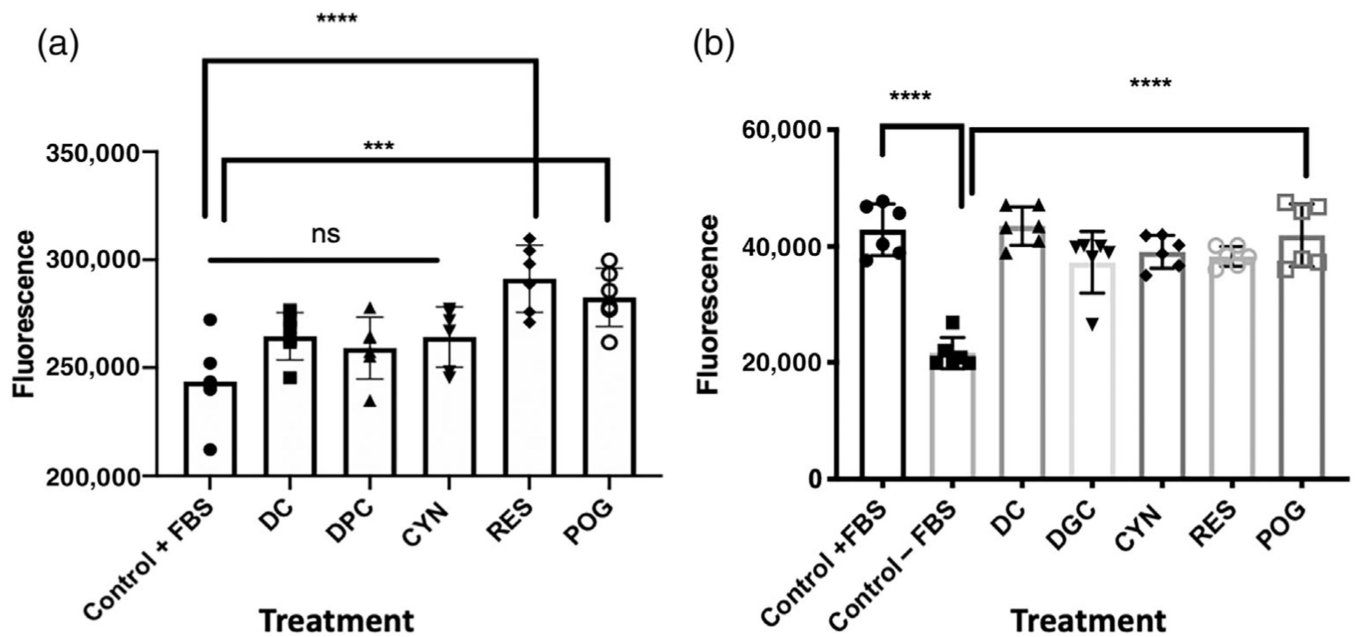 (a)
****
***
ns
350,000
300,000
250,000
200,000
Fluorescence
Control + FBS
DC
DPC
CYN
RES
POG
Treatment
(b)
****
****
60,000
40,000
20,000
0
Fluorescence
Control +FBS
Control – FBS
DC
DGC
CYN
RES
POG
Treatment